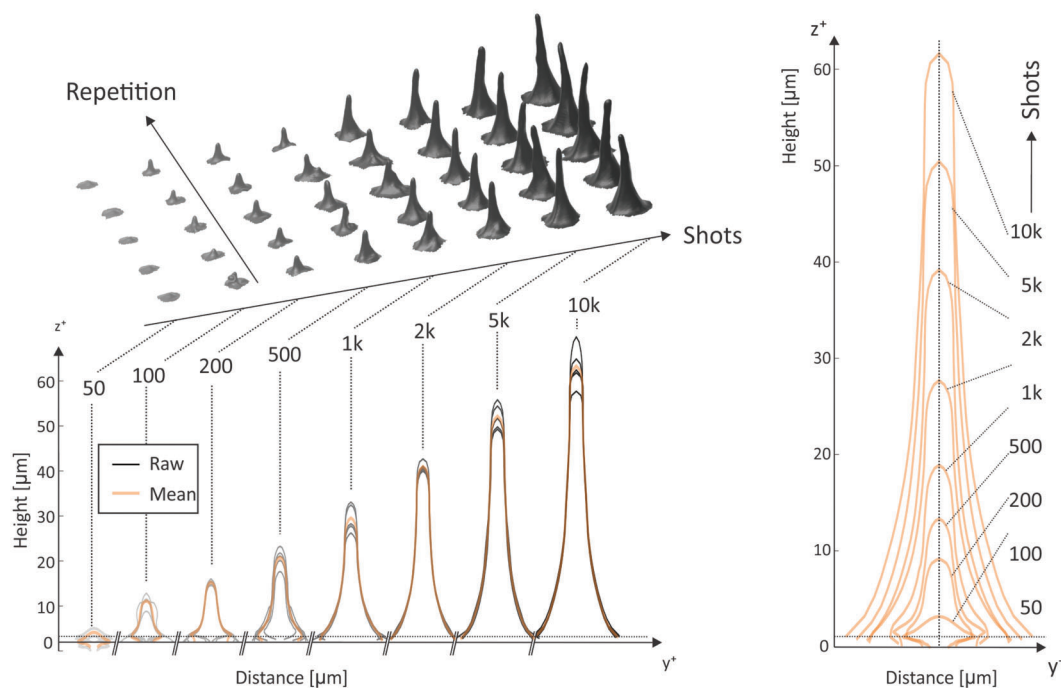 Repetition
Shots
z⁺
Height [µm]
60
50
40
30
20
10
0
50
100
200
500
1k
2k
5k
10k
Raw
Mean
Distance [µm]
y⁺
z⁺
Height [µm]
60
50
40
30
20
10
0
Shots
10k
5k
2k
1k
500
200
100
50
Distance [µm]
y⁺